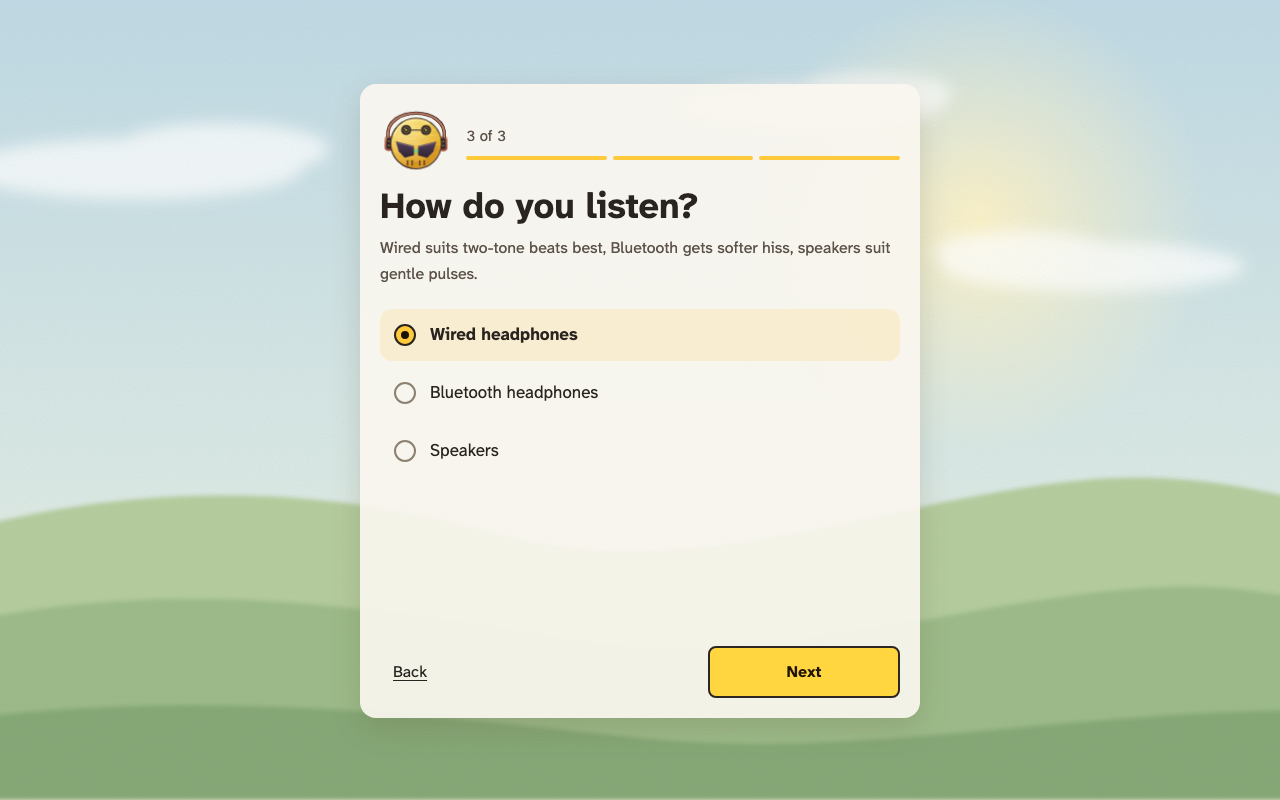 3 of 3
How do you listen?
Wired suits two-tone beats best, Bluetooth gets softer hiss, speakers suit
gentle pulses.
Wired headphones
Bluetooth headphones
Speakers
Back
Next